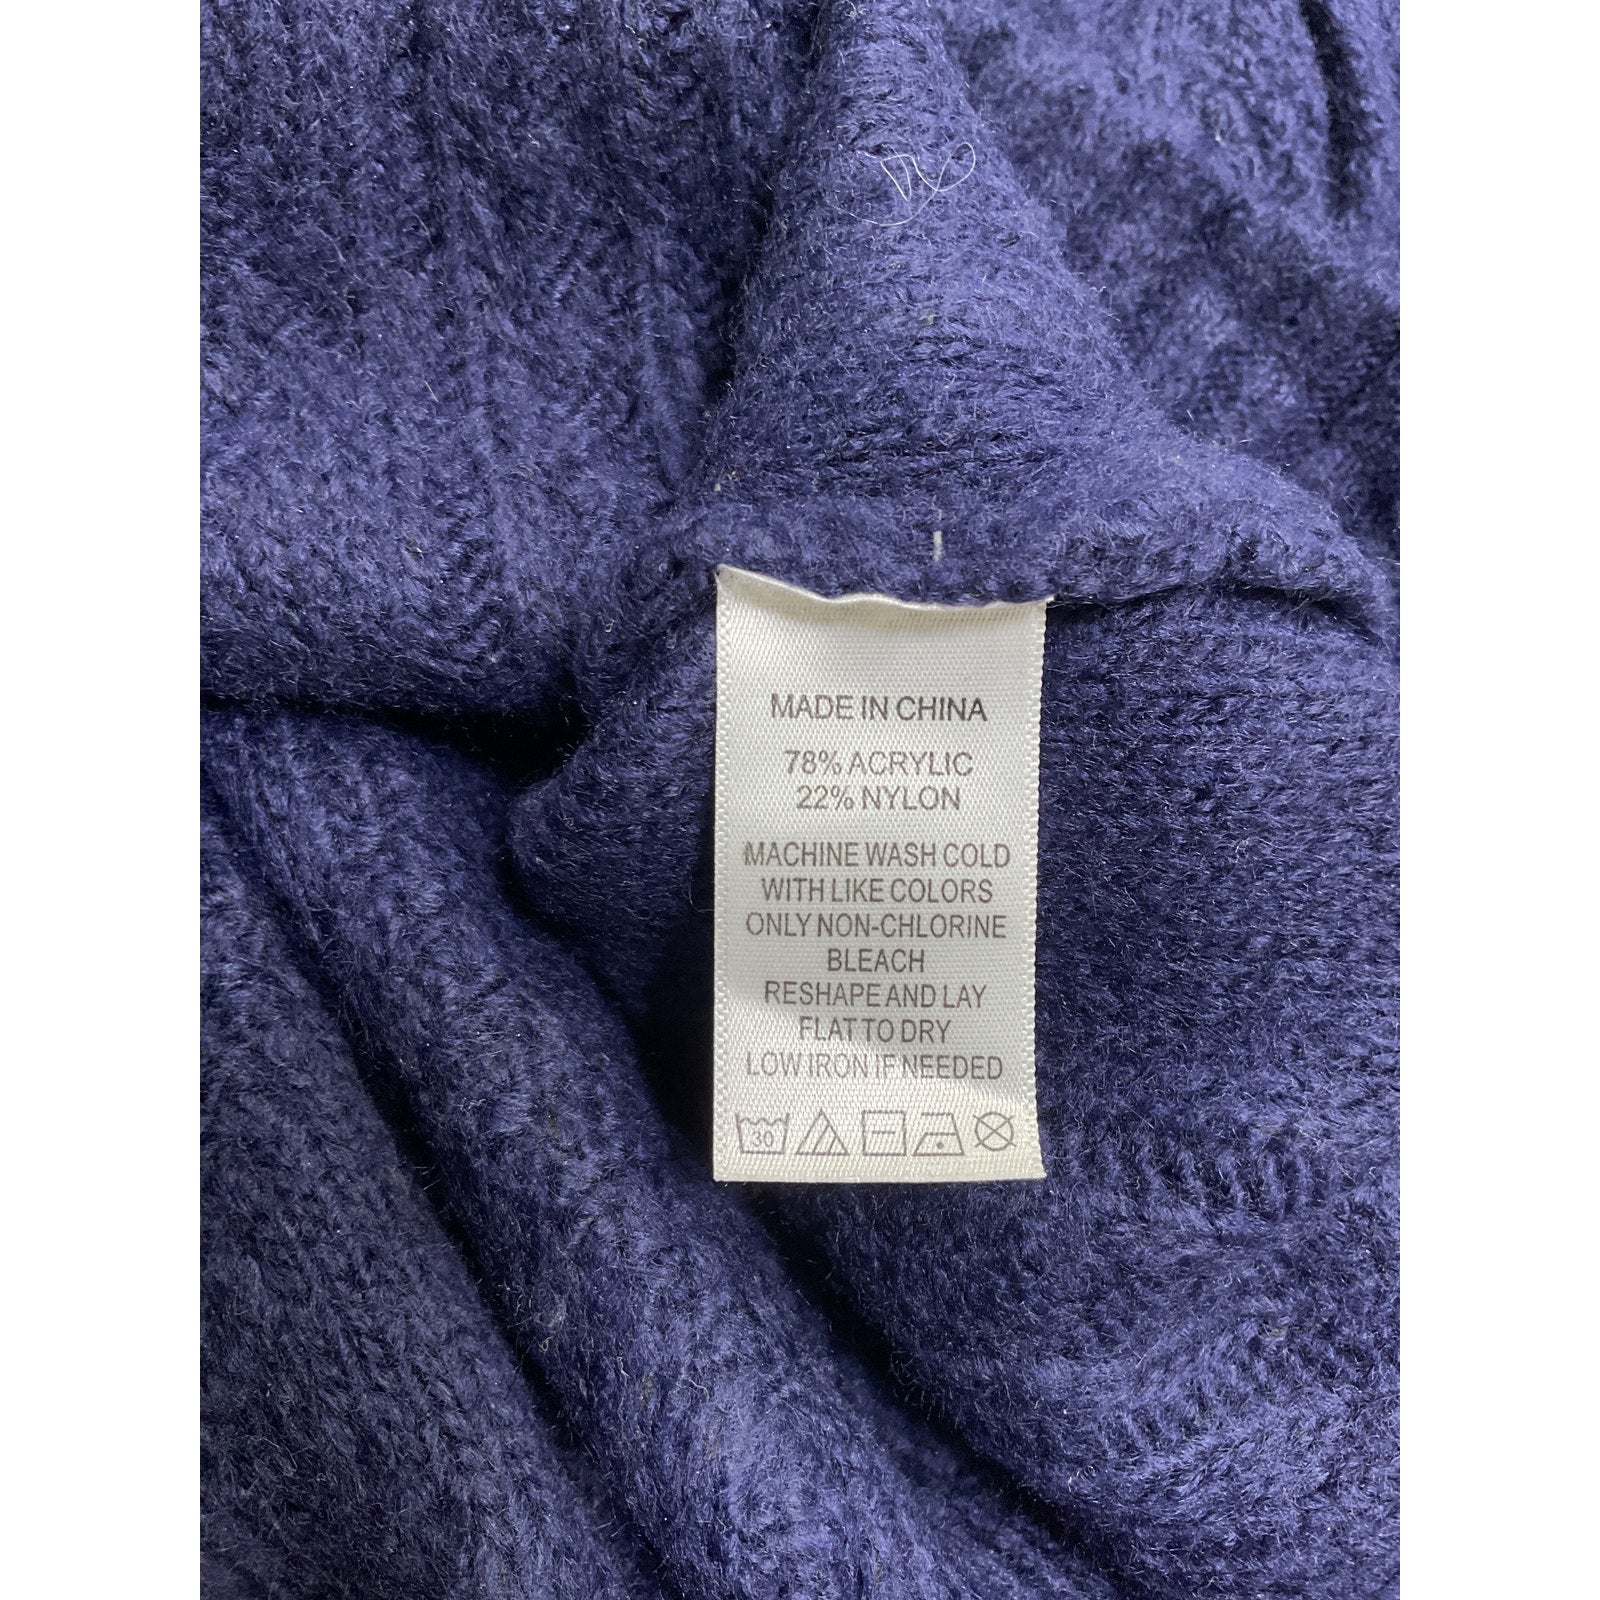 MADE IN CHINA
78% ACRYLIC
22% NYLON
MACHINE WASH COLD
WITH LIKE COLORS
ONLY NON-CHLORINE
BLEACH
RESHAPE AND LAY
FLAT TO DRY
LOW IRON IF NEEDED
30